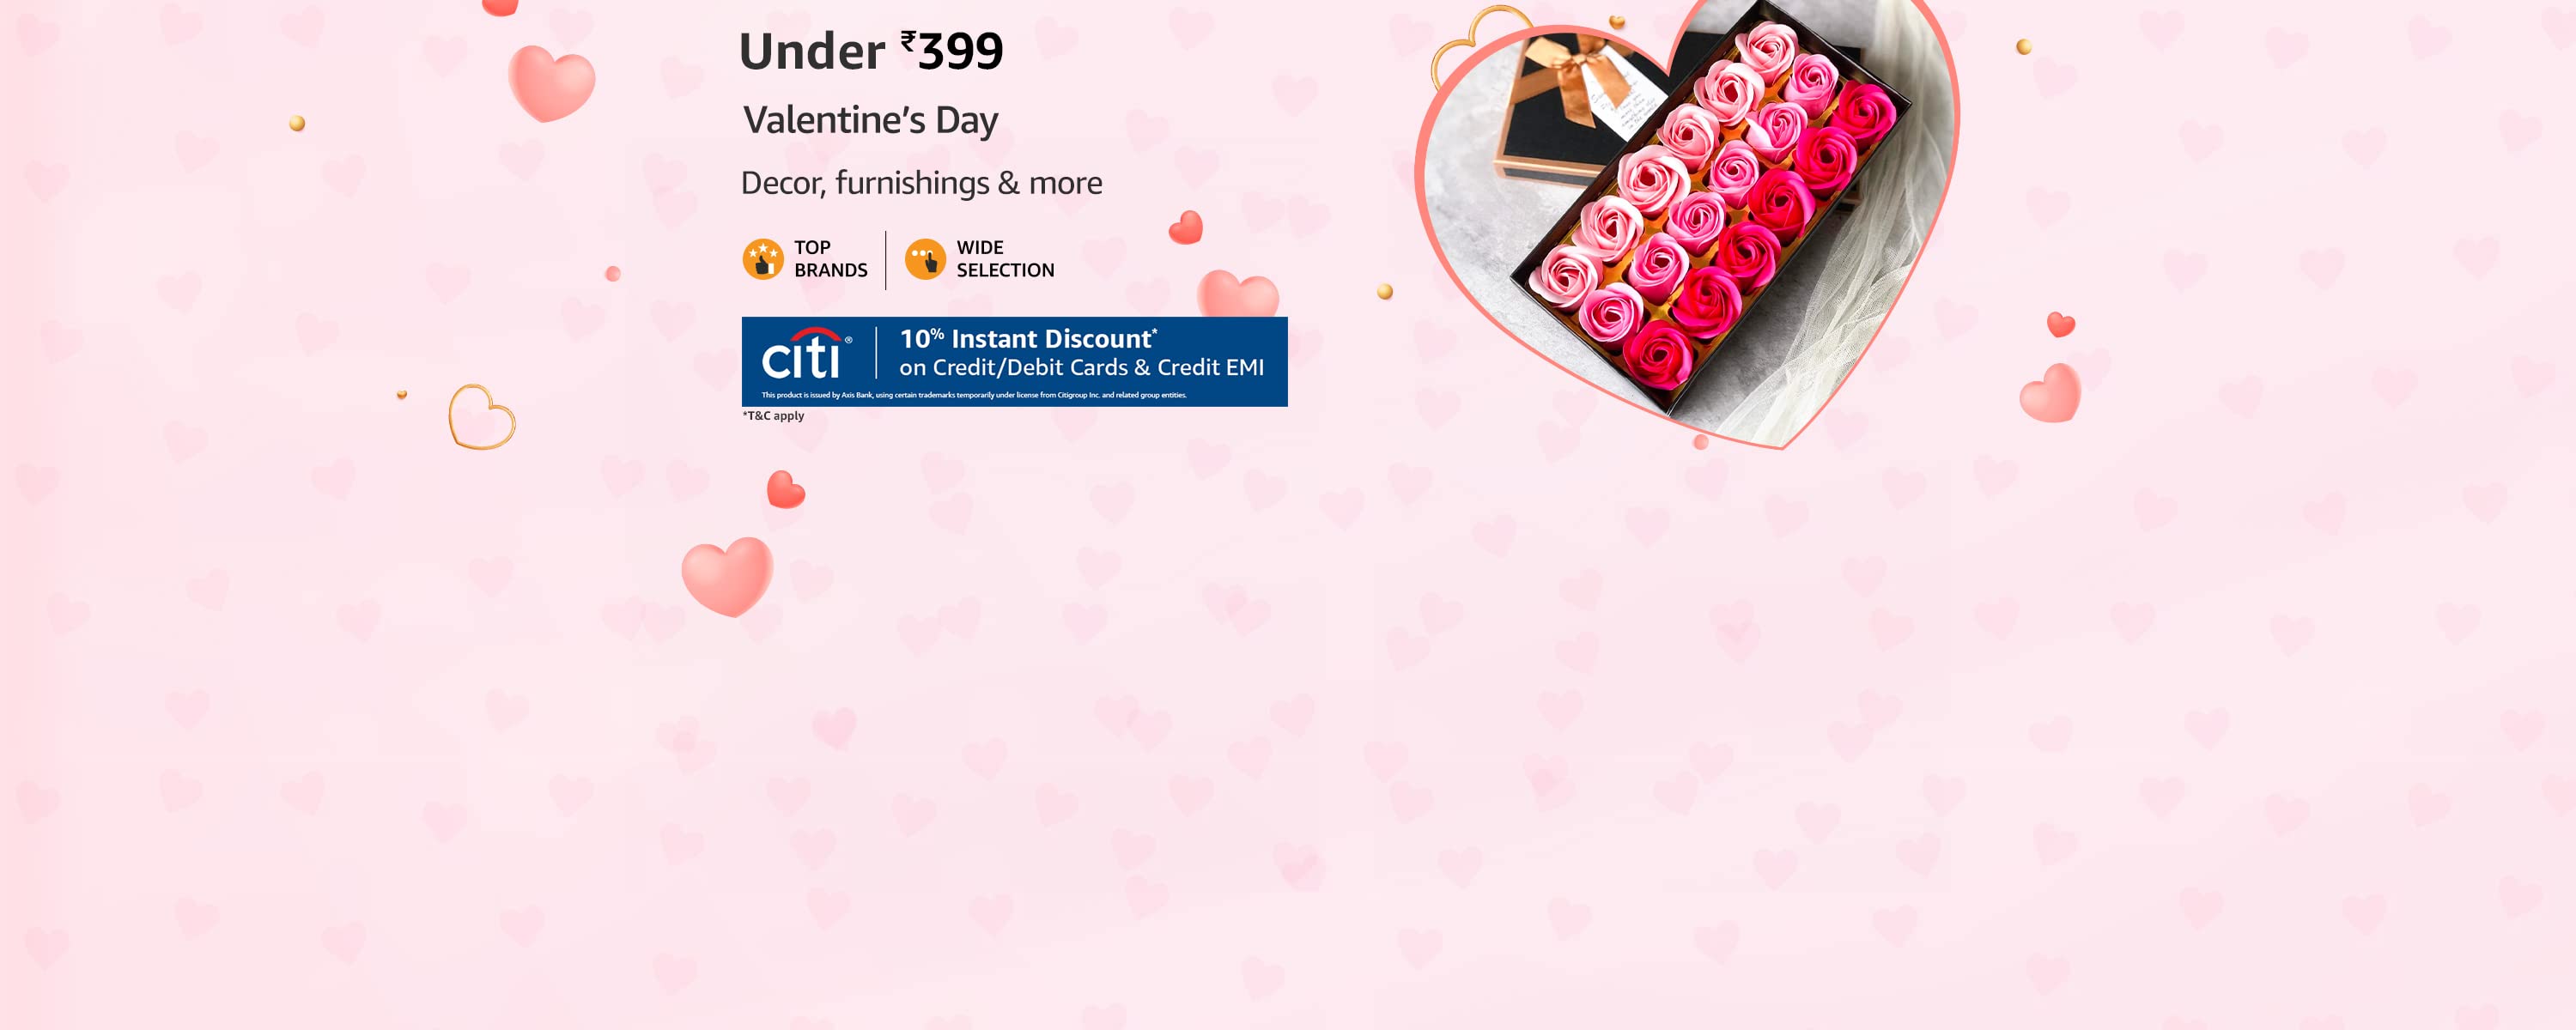 Under ₹399
Valentine's Day
Decor, furnishings & more
TOP
BRANDS
WIDE
SELECTION
citi®
10% Instant Discount*
on Credit/Debit Cards & Credit EMI
This product is issued by Axis Bank, using certain trademarks temporarily under license from Citigroup Inc. and related group entities.
*T&C apply